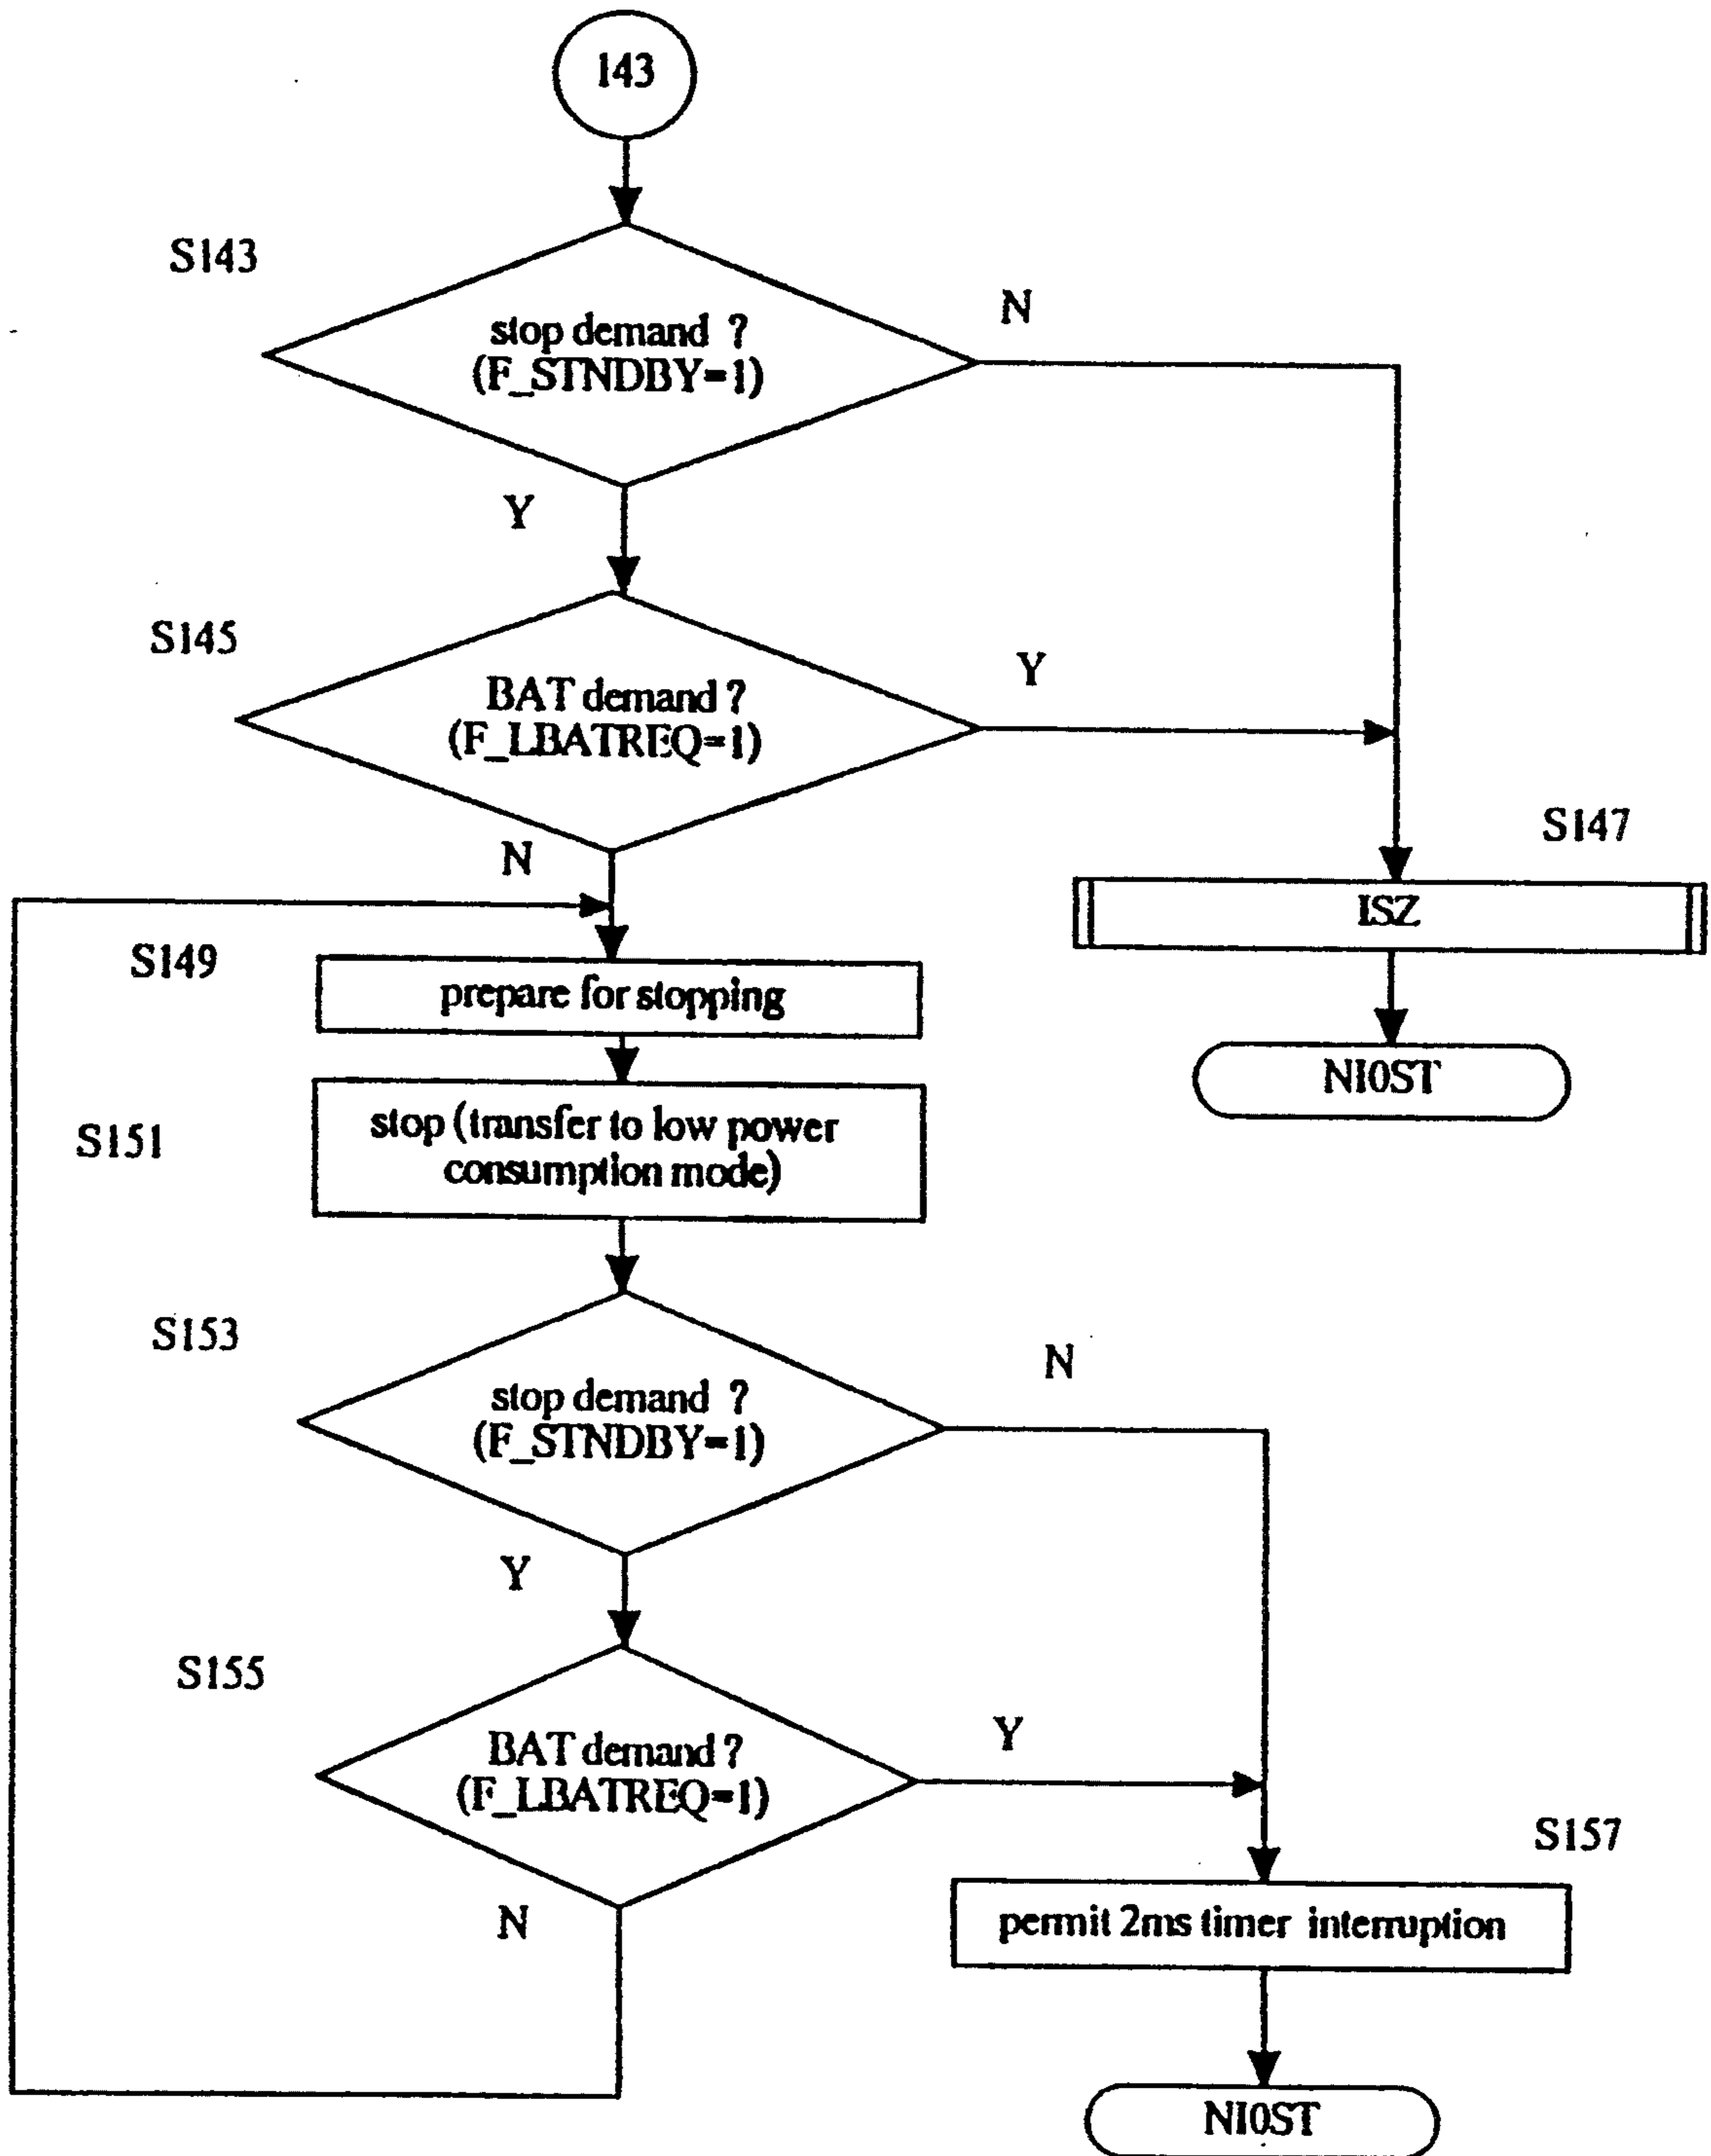 143
S143
stop demand ?
(F_STNDBY=1)
N
Y
S145
BAT demand ?
(F_LBATREQ=1)
Y
N
S147
ISZ
NI0ST
S149
prepare for stopping
S151
stop (transfer to low power
consumption mode)
S153
stop demand ?
(F_STNDBY=1)
N
Y
S155
BAT demand ?
(F_LBATREQ=1)
Y
N
S157
permit 2ms timer interruption
NI0ST